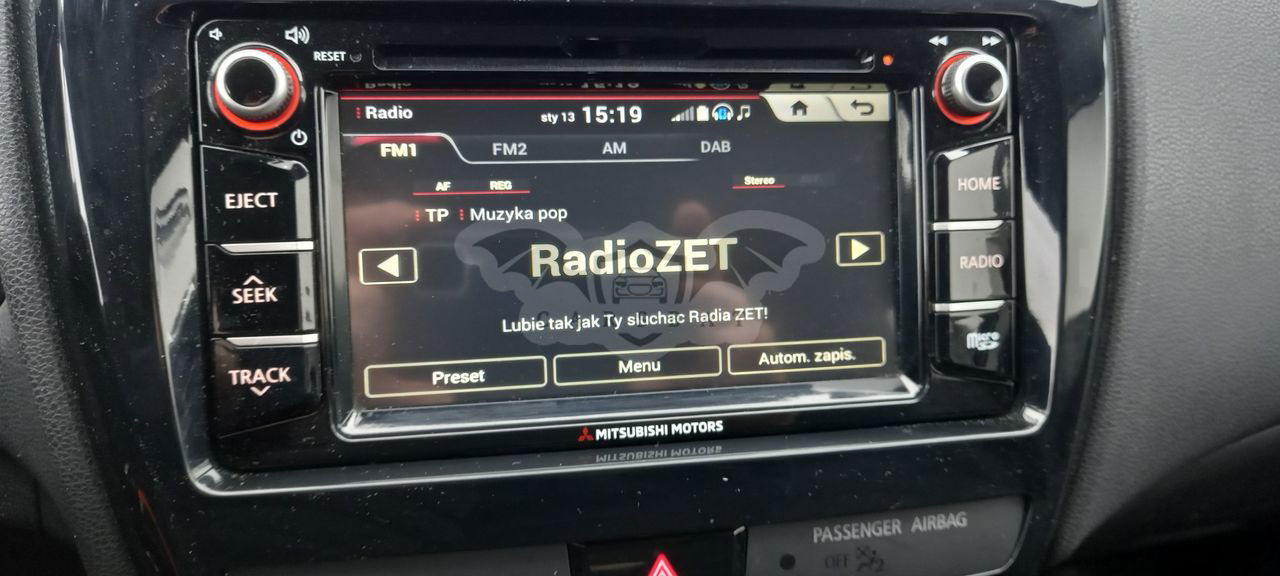 RESET
Radio
sty 13 15:19
FM1 FM2 AM DAB
AF REG Stereo
TP Muzyka pop
RadioZET
Lubie tak jak Ty sluchac Radia ZET!
Preset Menu Autom. zapis.
EJECT
SEEK
TRACK
HOME
RADIO
micro
MITSUBISHI MOTORS
PASSENGER AIRBAG
OFF